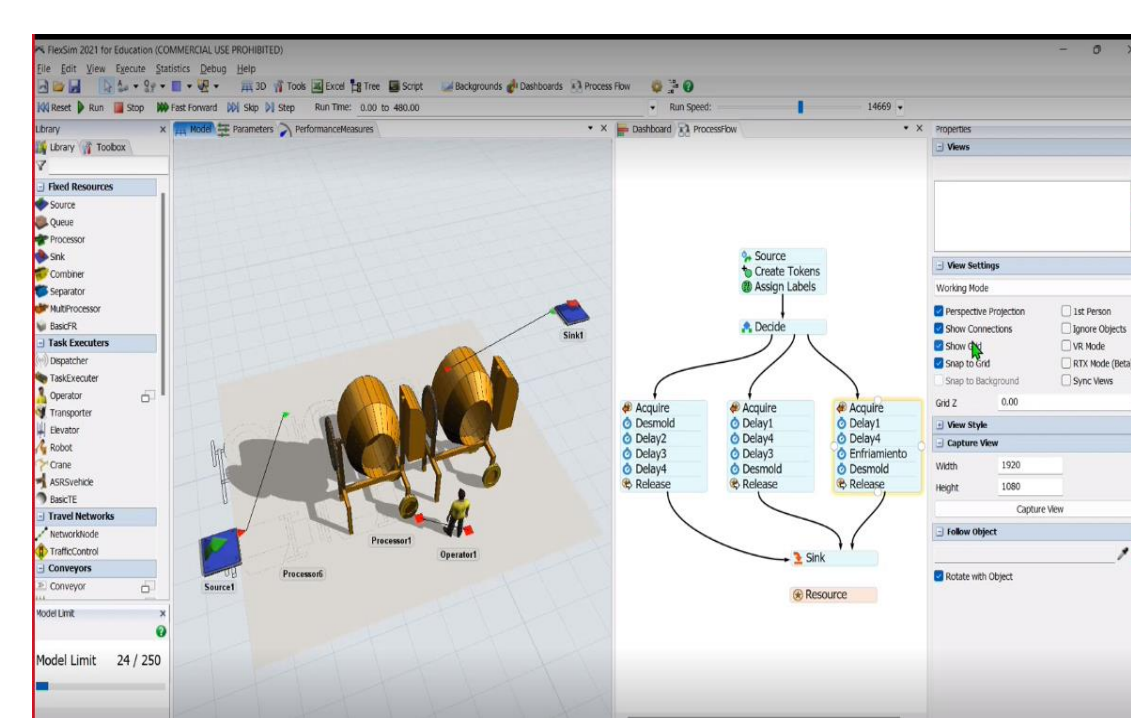 FlexSim 2021 for Education (COMMERCIAL USE PROHIBITED)
File Edit View Execute Statistics Debug Help
3D Tools Excel Tree Script Backgrounds Dashboards Process Flow
Reset Run Stop Fast Forward Skip Step Run Time: 0.00 to 480.00 Run Speed: 14669
Library
Library Toolbox
Fixed Resources
Source
Queue
Processor
Sink
Combiner
Separator
MultiProcessor
BasicFR
Task Executers
Dispatcher
TaskExecuter
Operator
Transporter
Elevator
Robot
Crane
ASRSvehicle
BasicTE
Travel Networks
NetworkNode
TrafficControl
Conveyors
Conveyor
Model Limit
Model Limit 24 / 250
Model Parameters PerformanceMeasures
Sink1
Processor1
Operator1
Processor6
Source1
Dashboard ProcessFlow
Source
Create Tokens
Assign Labels
Decide
Acquire
Desmold
Delay2
Delay3
Delay4
Release
Acquire
Delay1
Delay4
Delay3
Desmold
Release
Acquire
Delay1
Delay4
Enfriamiento
Desmold
Release
Sink
Resource
Properties
Views
View Settings
Working Mode
Perspective Projection 1st Person
Show Connections Ignore Objects
Show VR Mode
Snap to Grid RTX Mode (Beta)
Snap to Background Sync Views
Grid Z 0.00
View Style
Capture View
Width 1920
Height 1080
Capture View
Follow Object
Rotate with Object